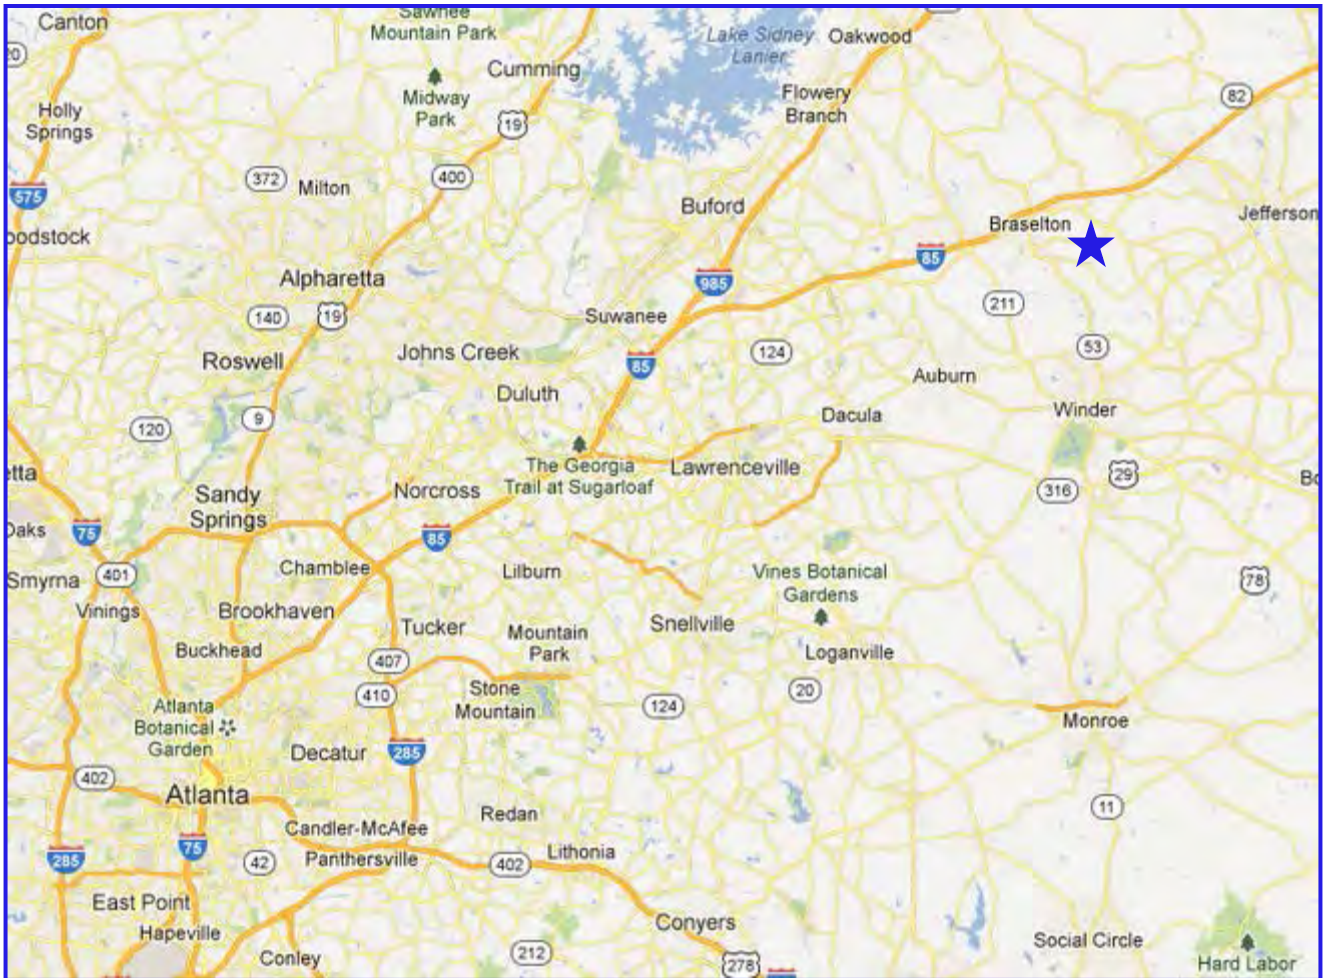 Canton
Sawnee
Mountain Park
Lake Sidney
Lanier
Oakwood
20
Cumming
Midway
Park
Flowery
Branch
82
Holly
Springs
19
372
Milton
400
575
Buford
Braselton
Jefferson
oodstock
85
Alpharetta
985
211
140
19
Suwanee
53
Roswell
Johns Creek
124
85
Auburn
Duluth
Dacula
Winder
9
120
The Georgia
Trail at Sugarloaf
Lawrenceville
29
etta
Norcross
316
Bo
Sandy
Springs
75
Oaks
85
401
Chamblee
Lilburn
Vines Botanical
Gardens
78
Smyrna
Vinings
Brookhaven
Tucker
Mountain
Park
Snellville
Buckhead
407
Loganville
410
Stone
Mountain
20
Atlanta
Botanical
Garden
124
Monroe
Decatur
285
402
Atlanta
11
Redan
Candler-McAfee
75
285
42
Panthersville
402
Lithonia
East Point
Conyers
Hapeville
Social Circle
Conley
212
278
Hard Labor